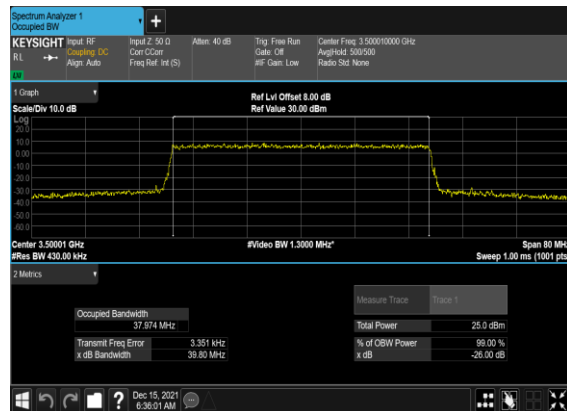 Spectrum Analyzer 1
Occupied BW
+
KEYSIGHT
RL
LV
Input: RF
Coupling: DC
Align: Auto
Input Z: 50 Ω
Corr CCorr
Freq Ref: Int (S)
Atten: 40 dB
Trig: Free Run
Gate: Off
#IF Gain: Low
Center Freq: 3.500010000 GHz
Avg|Hold: 500/500
Radio Std: None
1 Graph
Scale/Div 10.0 dB
Ref Lvl Offset 8.00 dB
Ref Value 30.00 dBm
Log
20.0
10.0
0.00
-10.0
-20.0
-30.0
-40.0
-50.0
-60.0
Center 3.50001 GHz
#Res BW 430.00 kHz
#Video BW 1.3000 MHz*
Span 80 MHz
Sweep 1.00 ms (1001 pts
2 Metrics
Measure Trace
Trace 1
Occupied Bandwidth
37.974 MHz
Total Power
25.0 dBm
Transmit Freq Error
3.351 kHz
% of OBW Power
99.00 %
x dB Bandwidth
39.80 MHz
x dB
-26.00 dB
?
Dec 15, 2021
6:36:01 AM